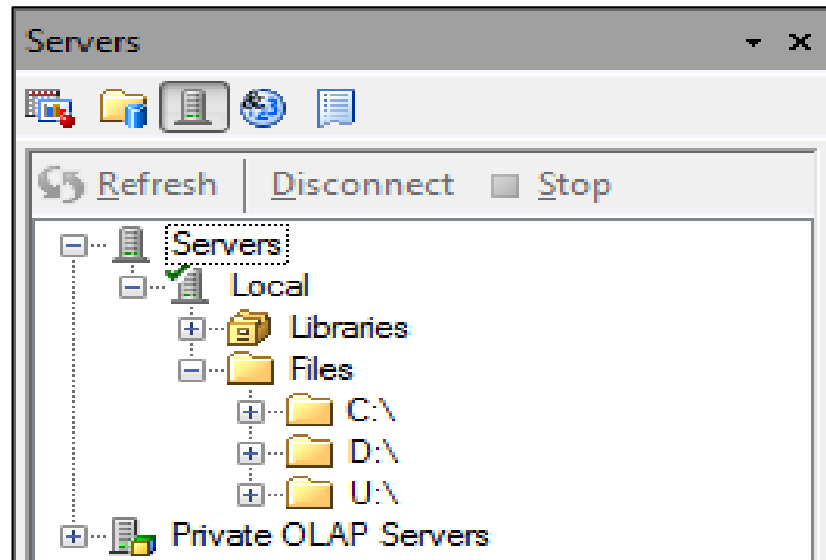 Servers
Refresh Disconnect Stop
Servers
Local
Libraries
Files
C:\
D:\
U:\
Private OLAP Servers